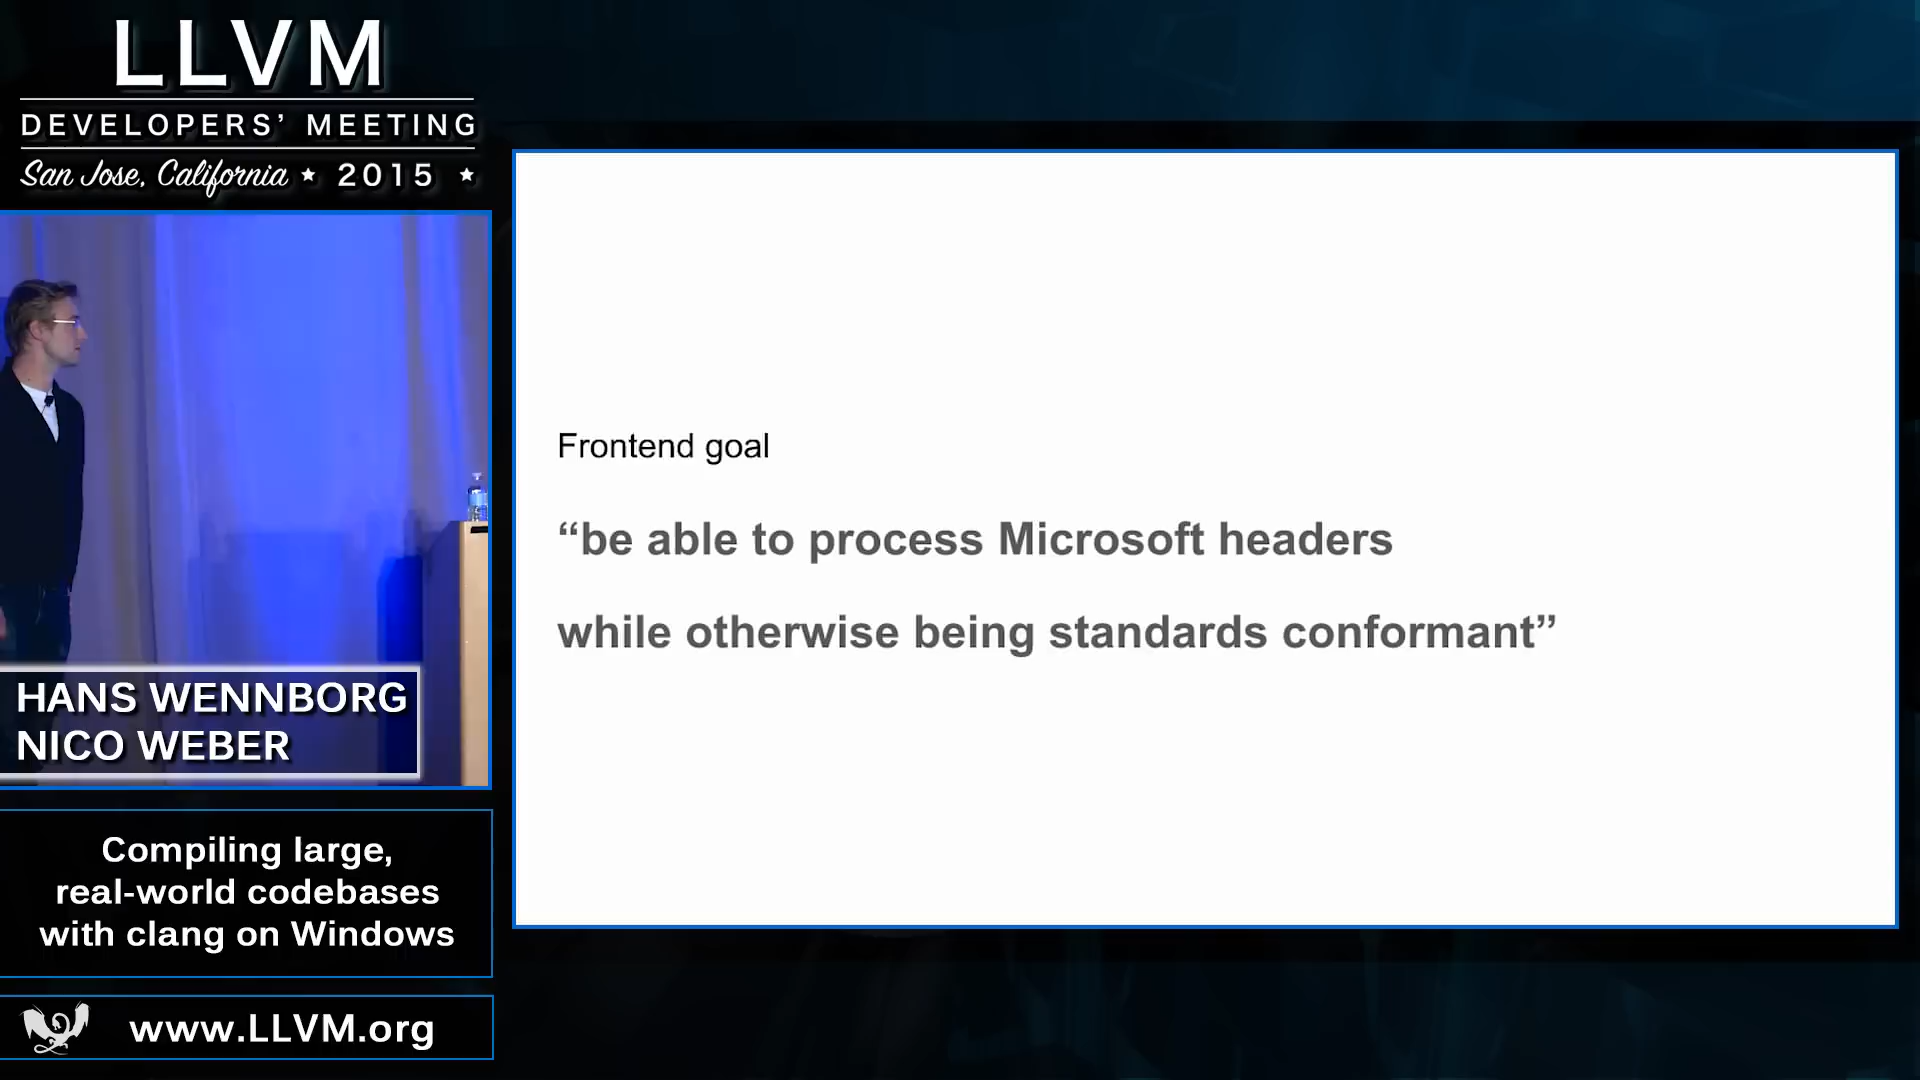 LLVM
DEVELOPERS’ MEETING
San Jose, California ★ 2015 ★
HANS WENNBORG
NICO WEBER
Compiling large,
real-world codebases
with clang on Windows
www.LLVM.org
Frontend goal
“be able to process Microsoft headers
while otherwise being standards conformant”